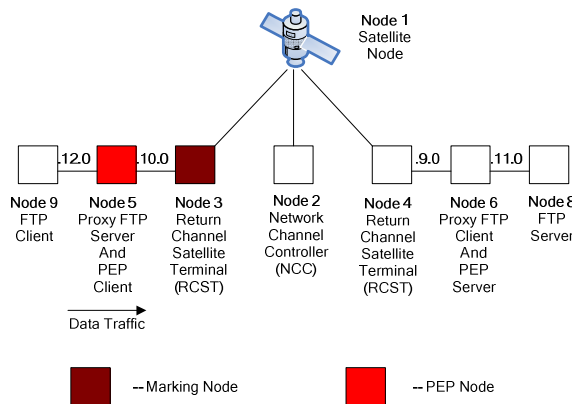 Node 1
Satellite
Node
.12.0
.10.0
.9.0
.11.0
Node 9
FTP
Client
Node 5
Proxy FTP
Server
And
PEP
Client
Node 3
Return
Channel
Satellite
Terminal
(RCST)
Node 2
Network
Channel
Controller
(NCC)
Node 4
Return
Channel
Satellite
Terminal
(RCST)
Node 6
Proxy FTP
Client
And
PEP
Server
Node 8
FTP
Server
Data Traffic
--Marking Node
--PEP Node